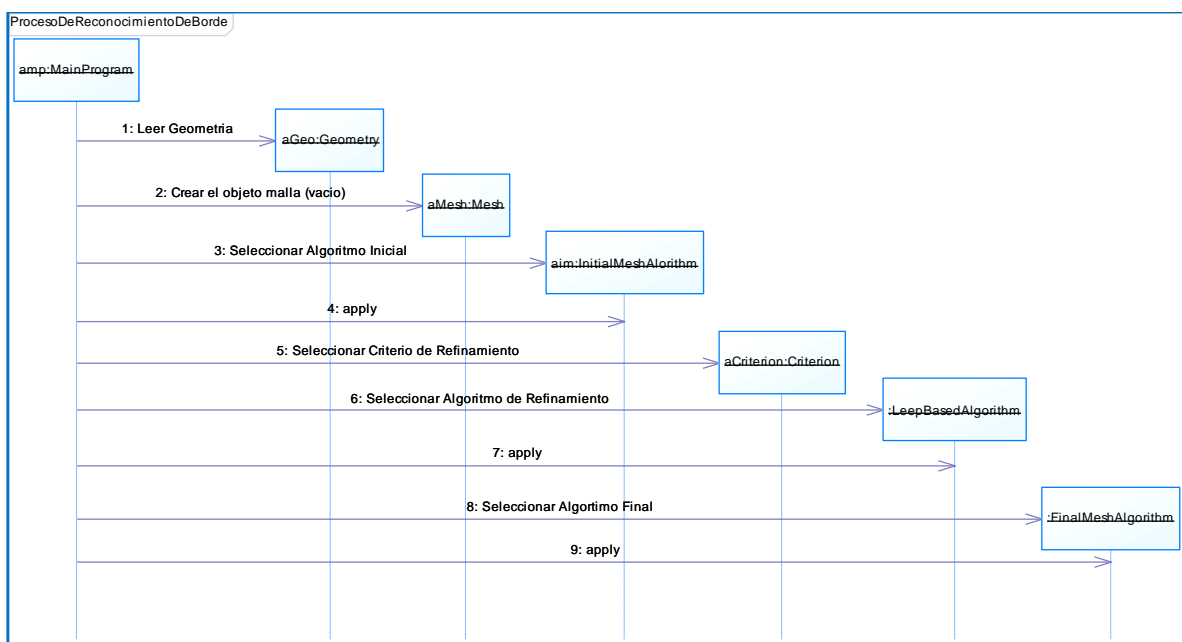 ProcesoDeReconocimientoDeBorde
amp:MainProgram
1: Leer Geometria
aGeo:Geometry
2: Crear el objeto malla (vacio)
aMesh:Mesh
3: Seleccionar Algoritmo Inicial
aim:InitialMeshAlorithm
4: apply
5: Seleccionar Criterio de Refinamiento
aCriterion:Criterion
6: Seleccionar Algoritmo de Refinamiento
:LeepBasedAlgorithm
7: apply
8: Seleccionar Algortimo Final
:FinalMeshAlgorithm
9: apply